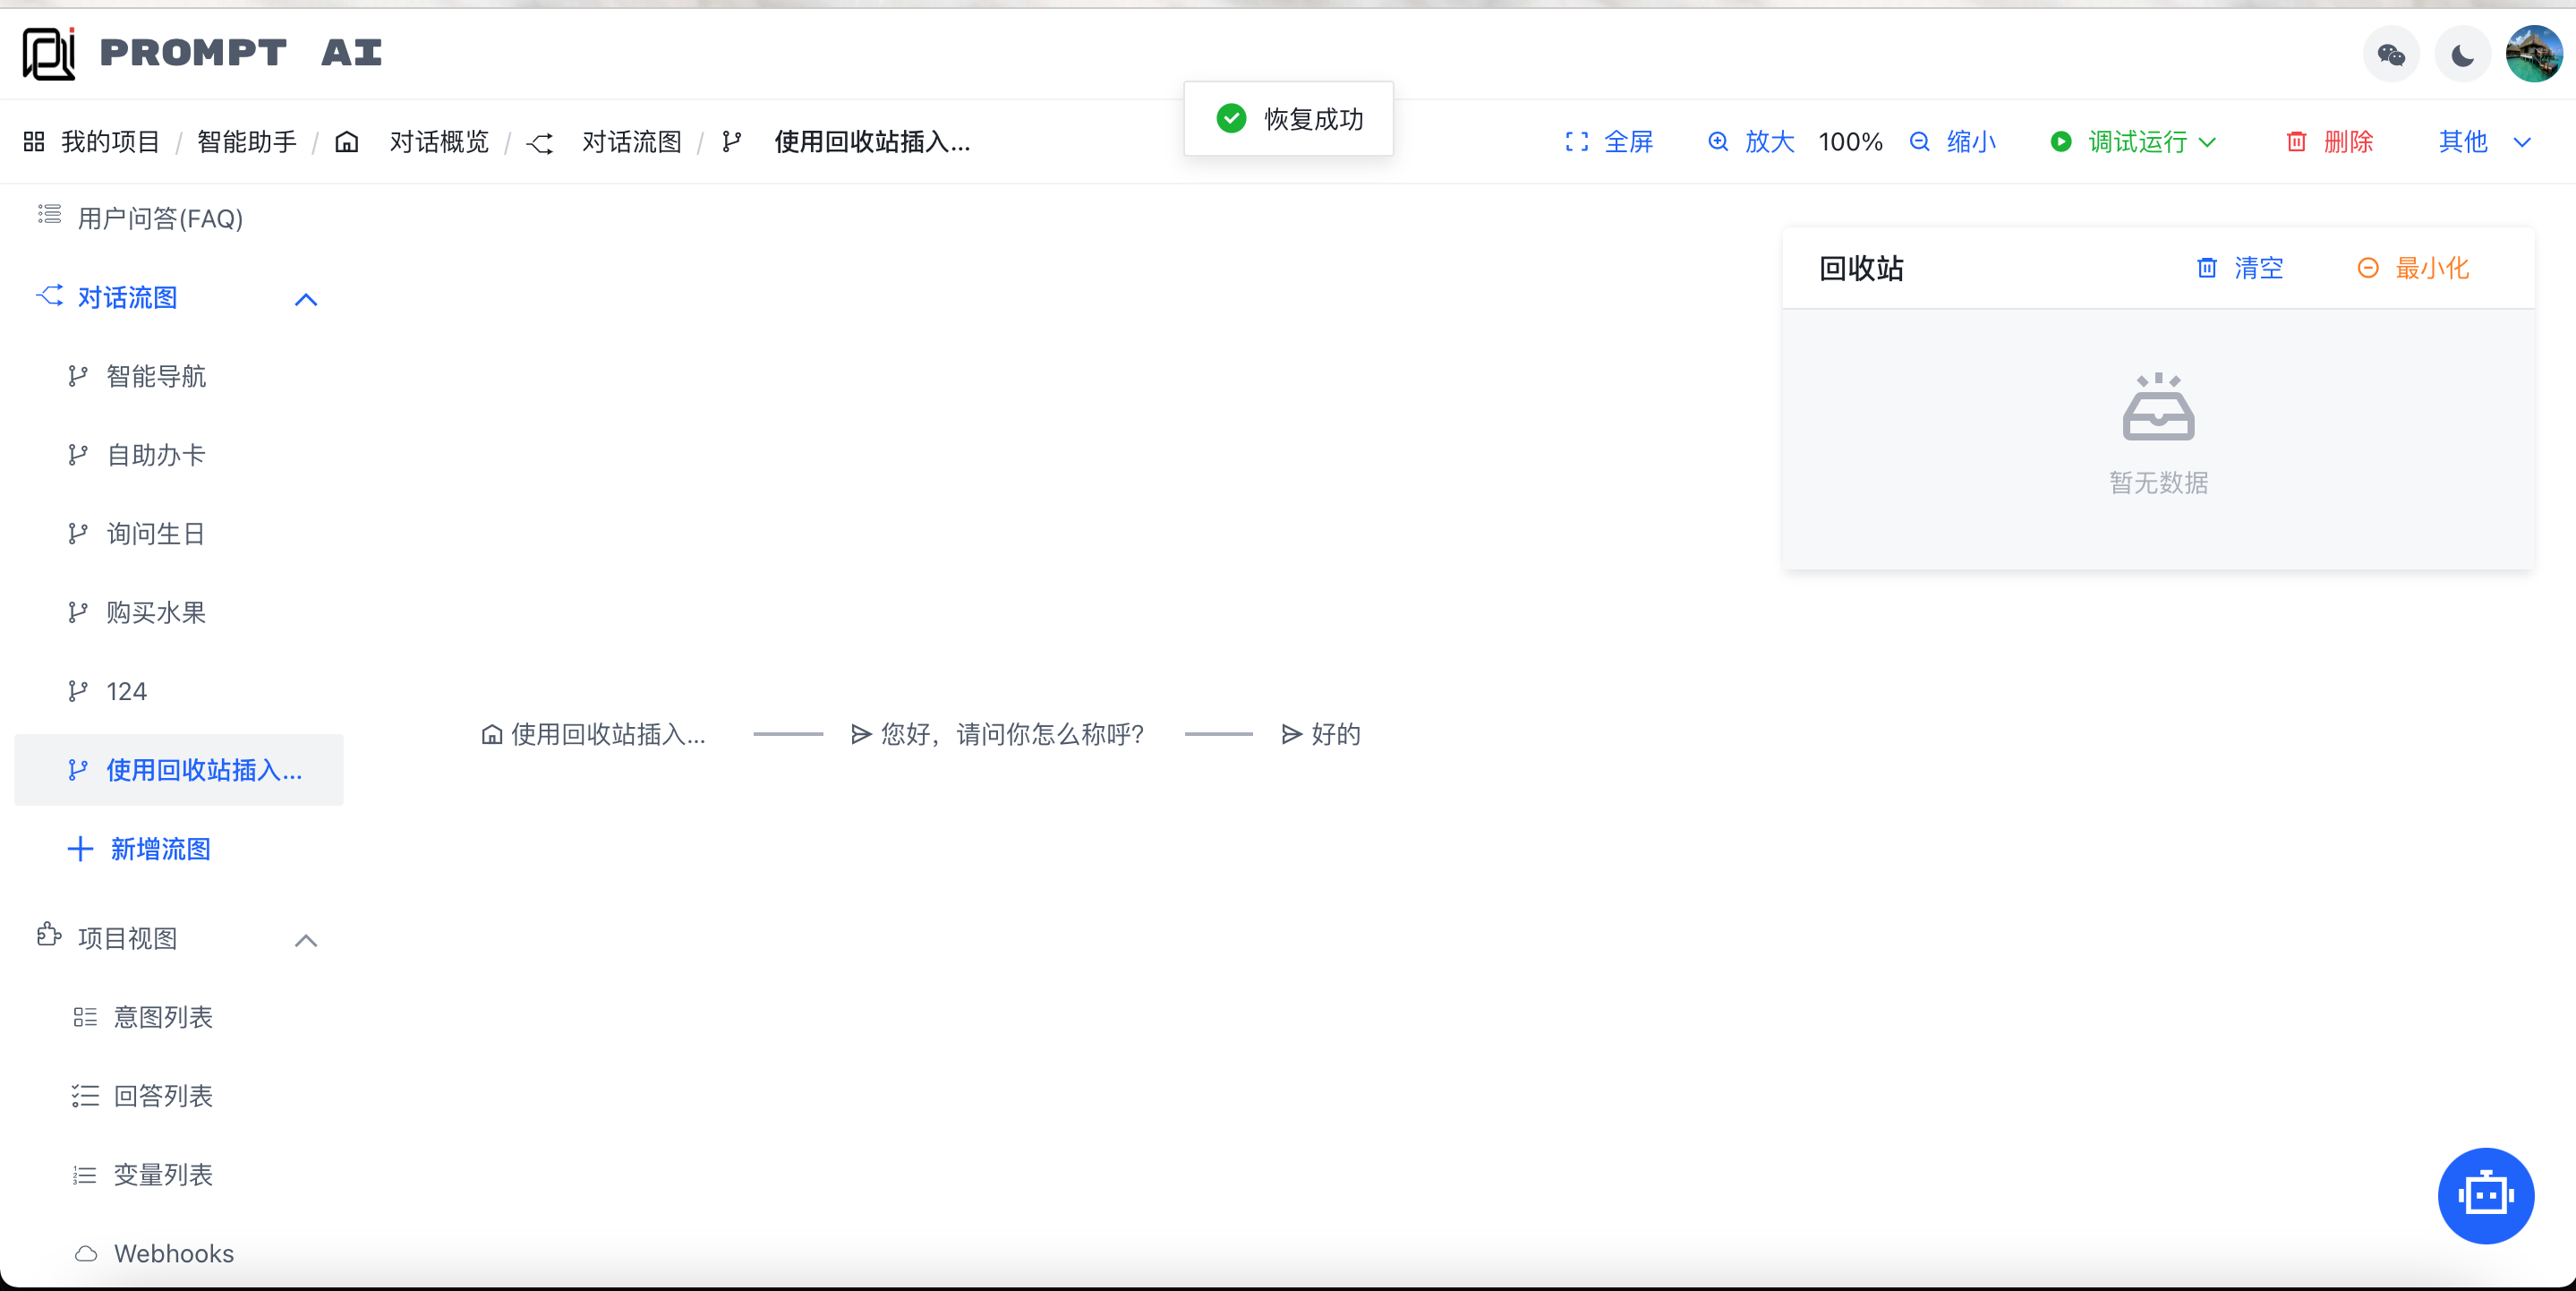 PROMPT AI
恢复成功
我的项目 / 智能助手 / 对话概览 / 对话流图 / 使用回收站插入...
全屏 放大 100% 缩小 调试运行 删除 其他
用户问答(FAQ)
对话流图
智能导航
自助办卡
询问生日
购买水果
124
使用回收站插入...
新增流图
项目视图
意图列表
回答列表
变量列表
Webhooks
使用回收站插入... 您好，请问你怎么称呼? 好的
回收站 清空 最小化
暂无数据